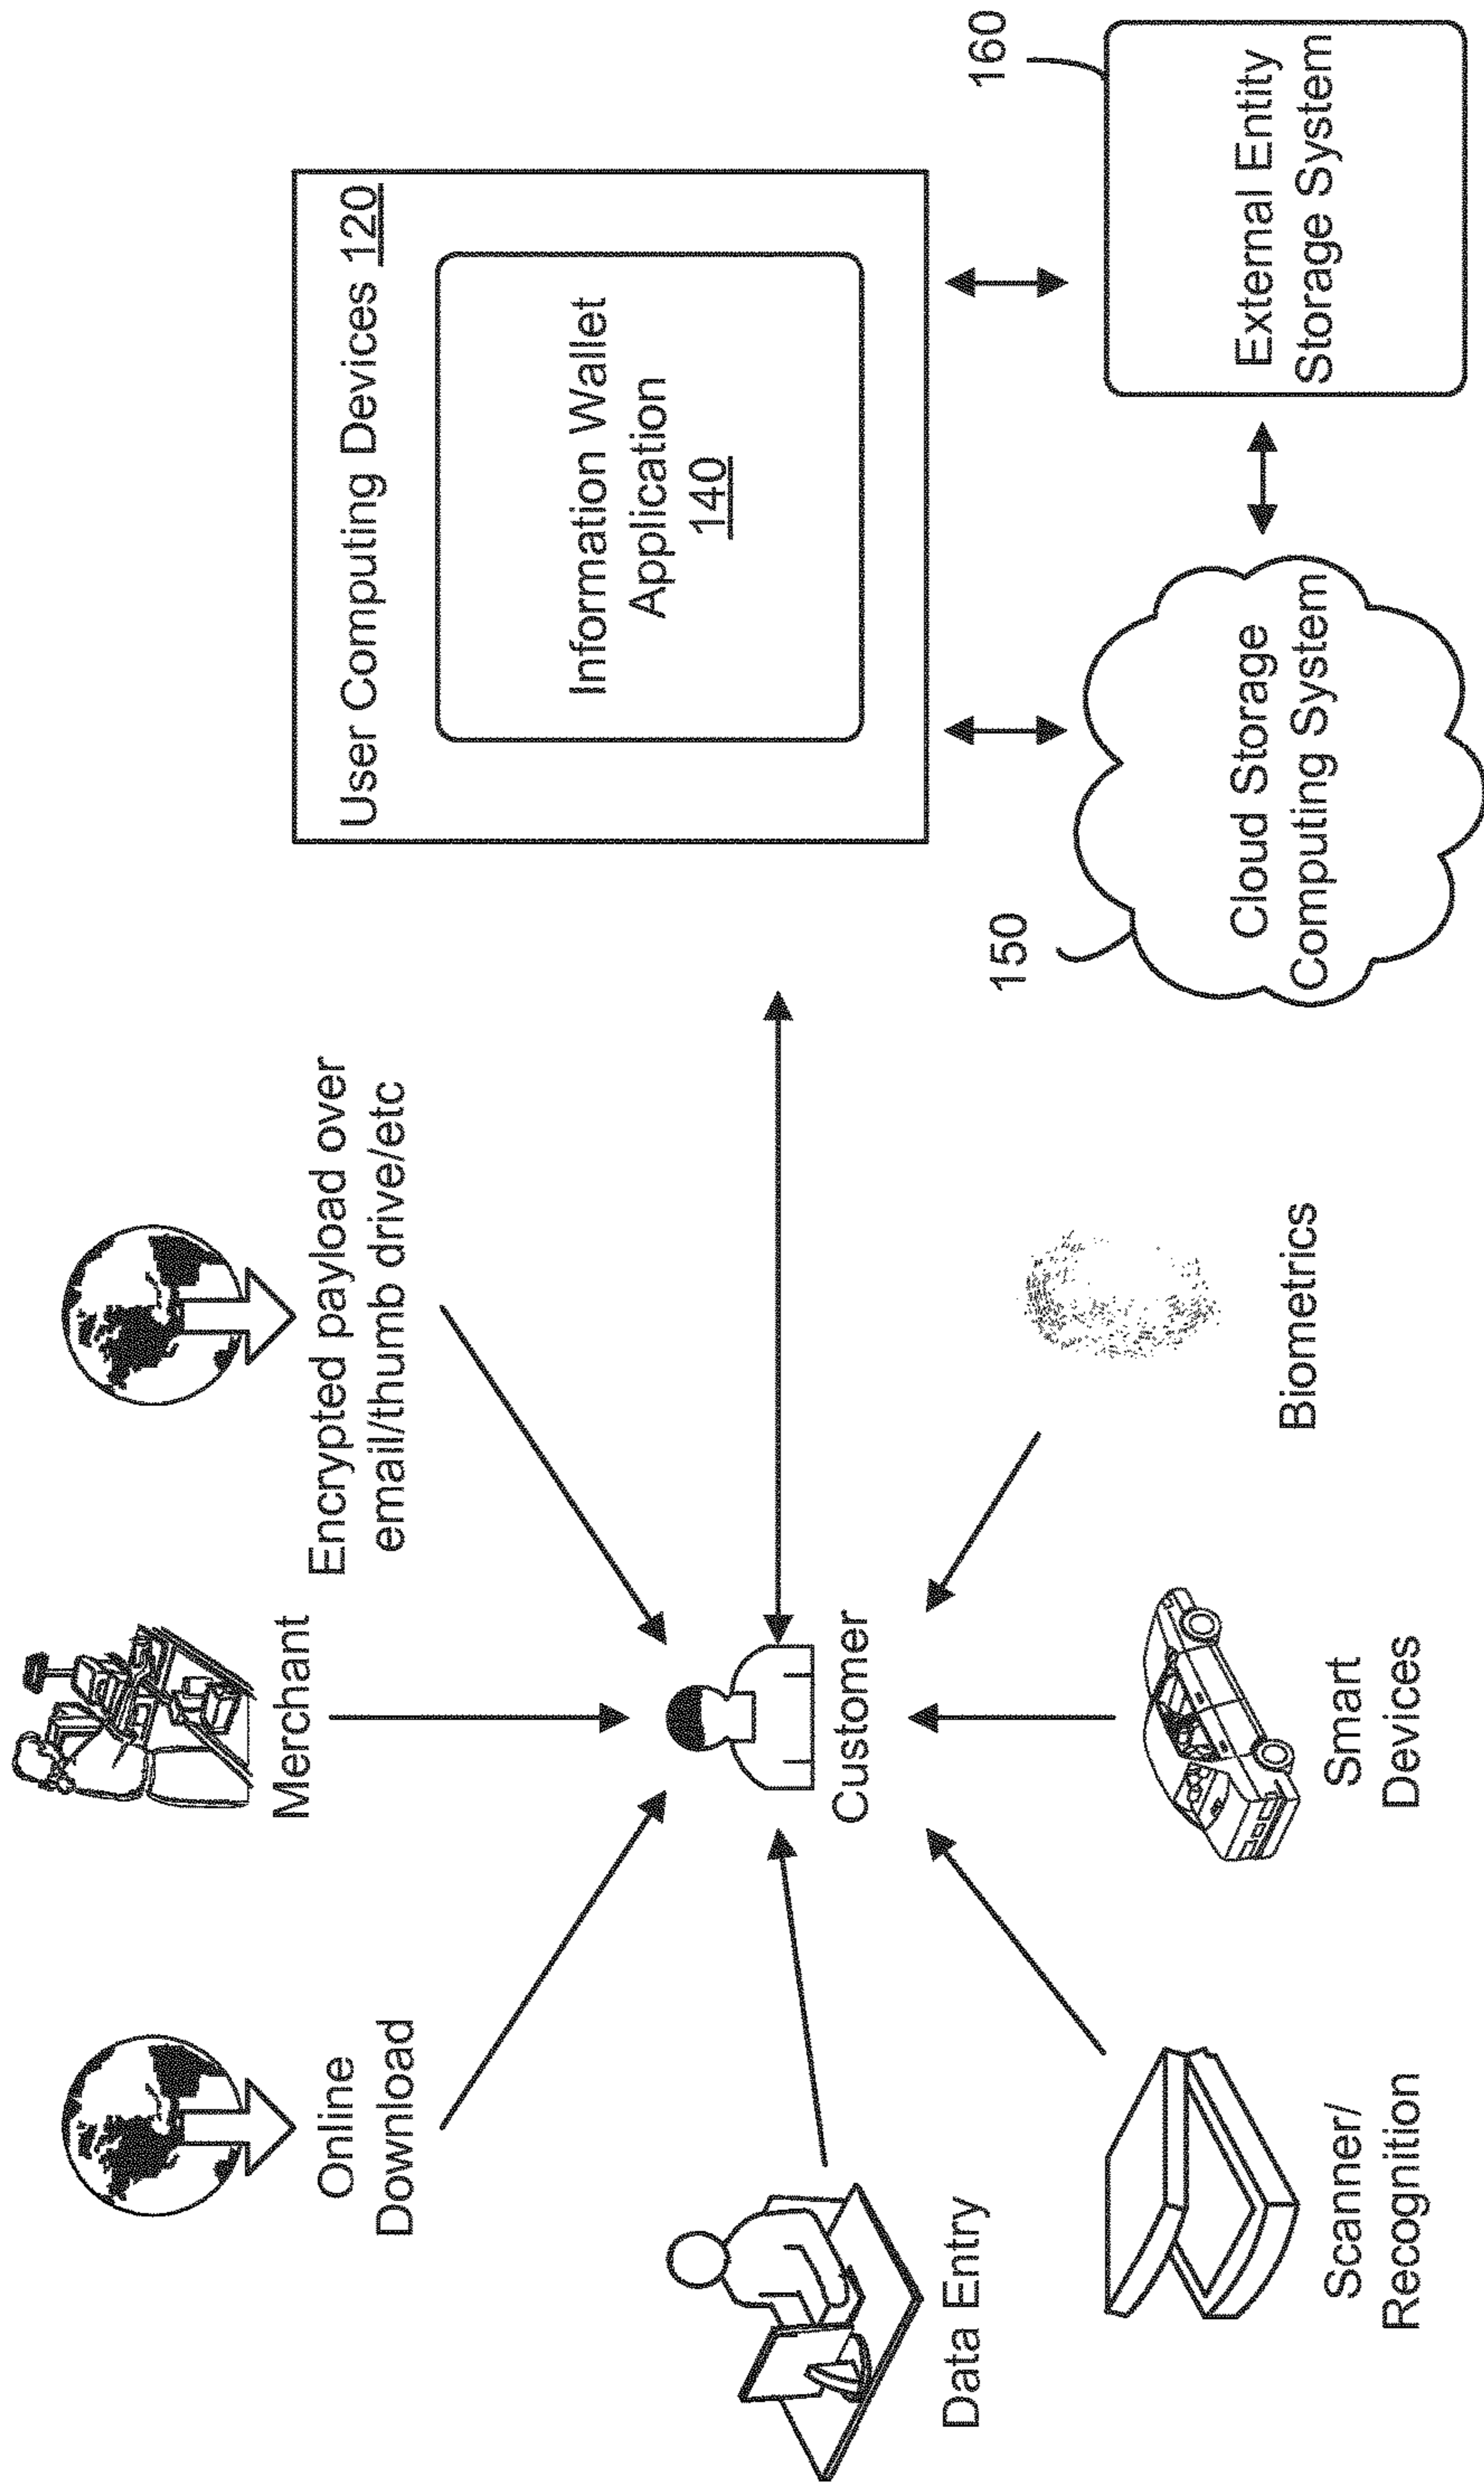 Online
Download
Merchant
Encrypted payload over
email/thumb drive/etc
User Computing Devices 120
Information Wallet
Application
140
Data Entry
Customer
150
160
Cloud Storage
Computing System
External Entity
Storage System
Scanner/
Recognition
Smart
Devices
Biometrics